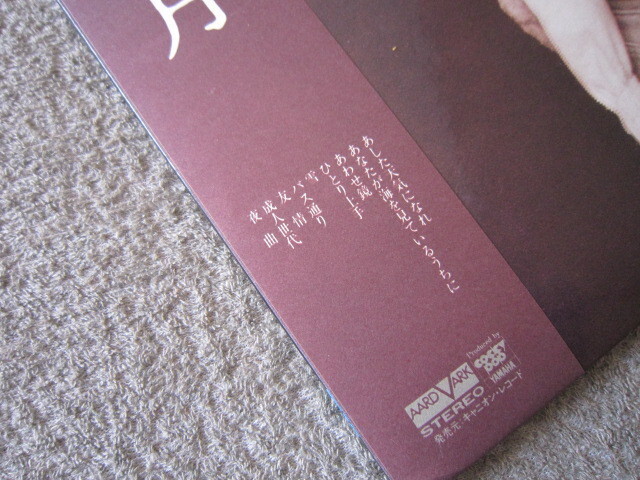 月
あした天気になれ
あなたが海を見ているうちに
あわせ鏡
ひとり上手
雪
バス通り
友情
成人世代
夜曲
Produced by
AARD VARK
YAMAHA
STEREO
発売元:キャニオン・レコード